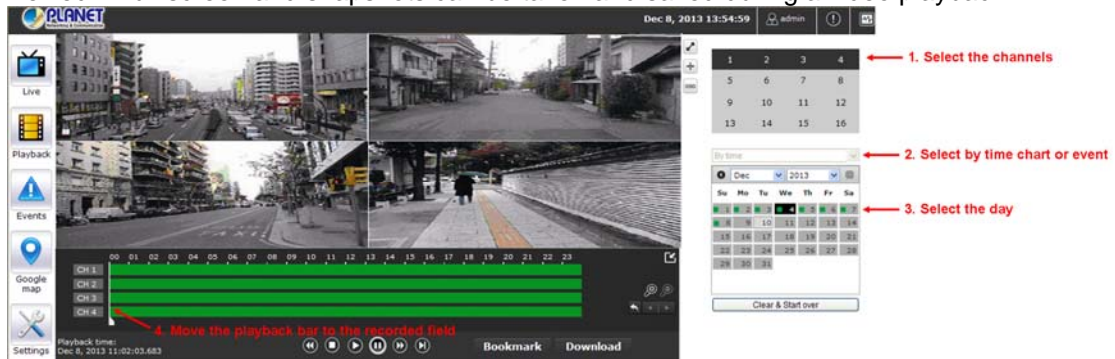 PLANET
Networking & Communication
Dec 8, 2013 13:54:59 admin
Live
Playback
Events
Google
map
Settings
1 2 3 4
5 6 7 8
9 10 11 12
13 14 15 16
1. Select the channels
By time
2. Select by time chart or event
Dec 2013
Su Mo Tu We Th Fr Sa
1 2 3 4 5 6 7
8 9 10 11 12 13 14
15 16 17 18 19 20 21
22 23 24 25 26 27 28
29 30 31
3. Select the day
Clear & Start over
00 01 02 03 04 05 06 07 08 09 10 11 12 13 14 15 16 17 18 19 20 21 22 23
CH 1
CH 2
CH 3
CH 4
4. Move the playback bar to the recorded field
Playback time:
Dec 8, 2013 11:02:03.683
Bookmark Download